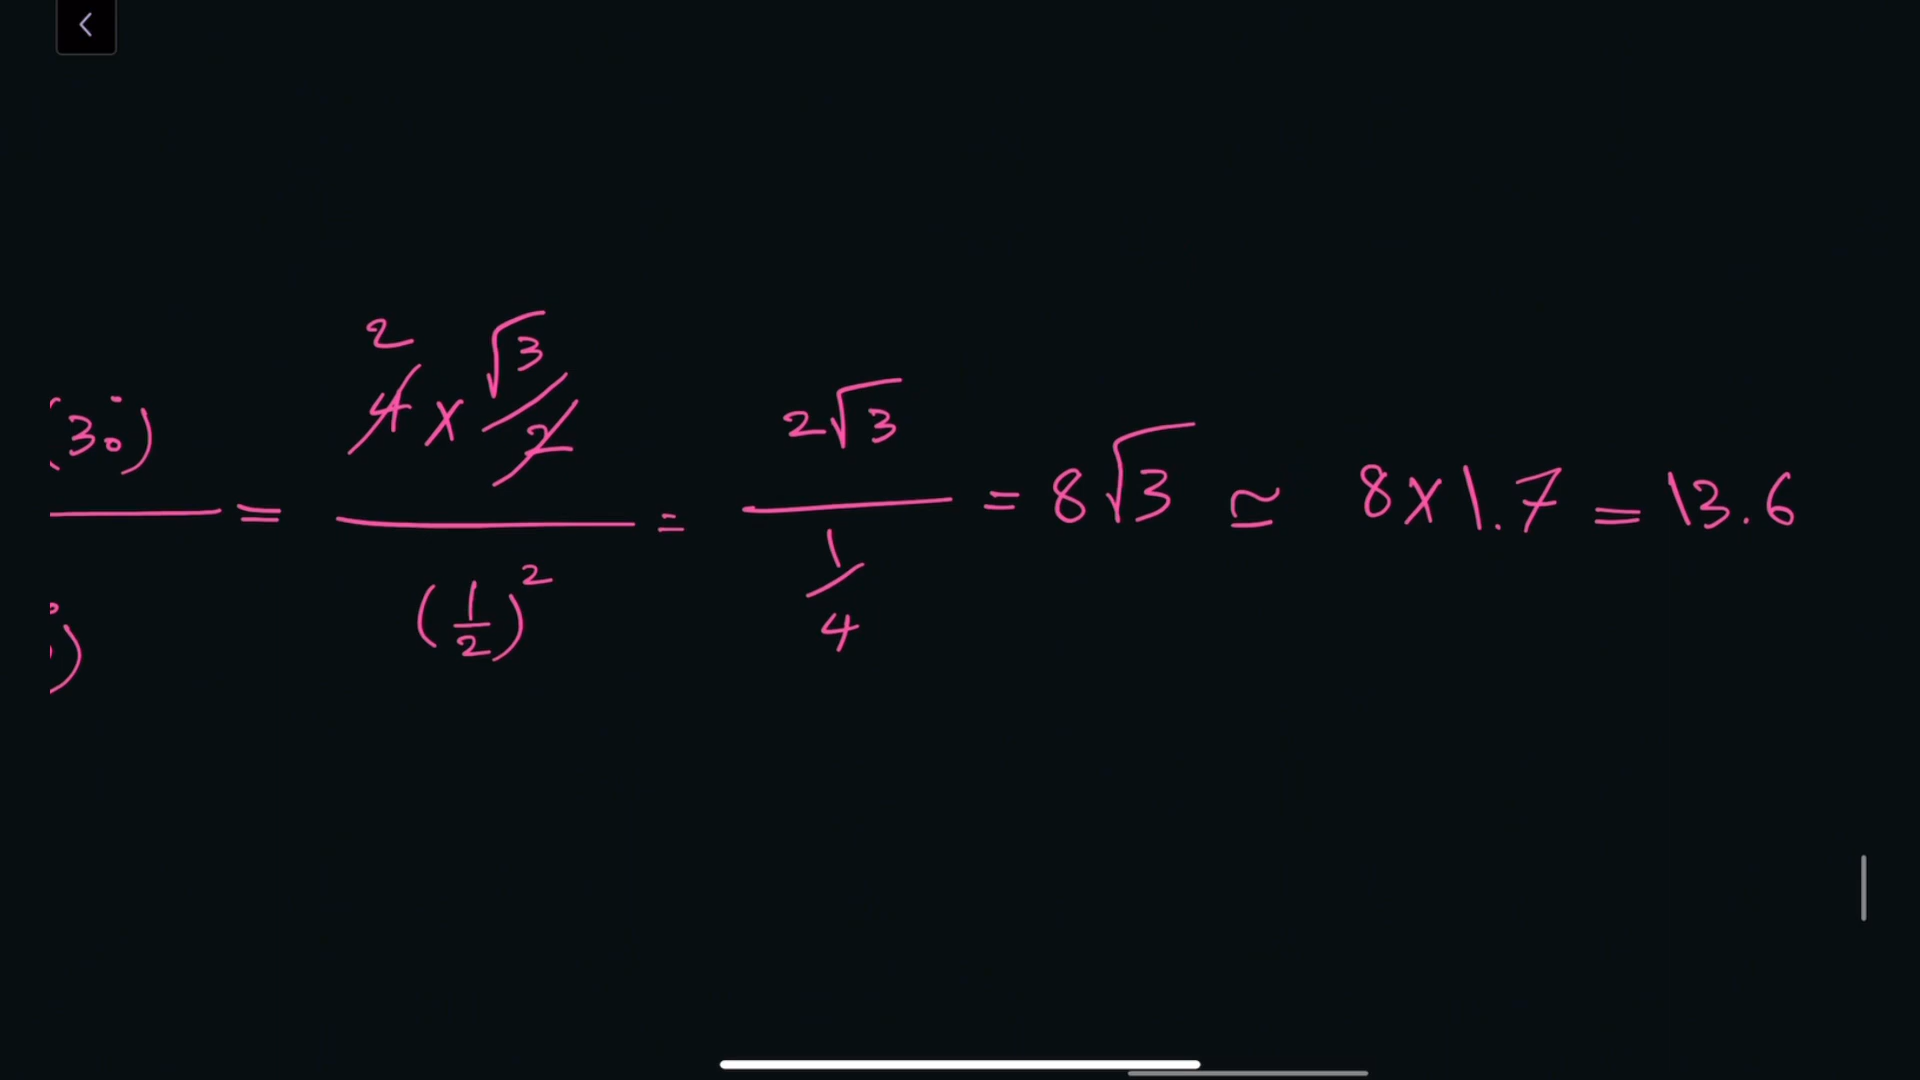 (30°) / °) = 4 2 × √3/2 / (1/2)² = 2√3 / 1/4 = 8√3 ≃ 8×1.7 = 13.6